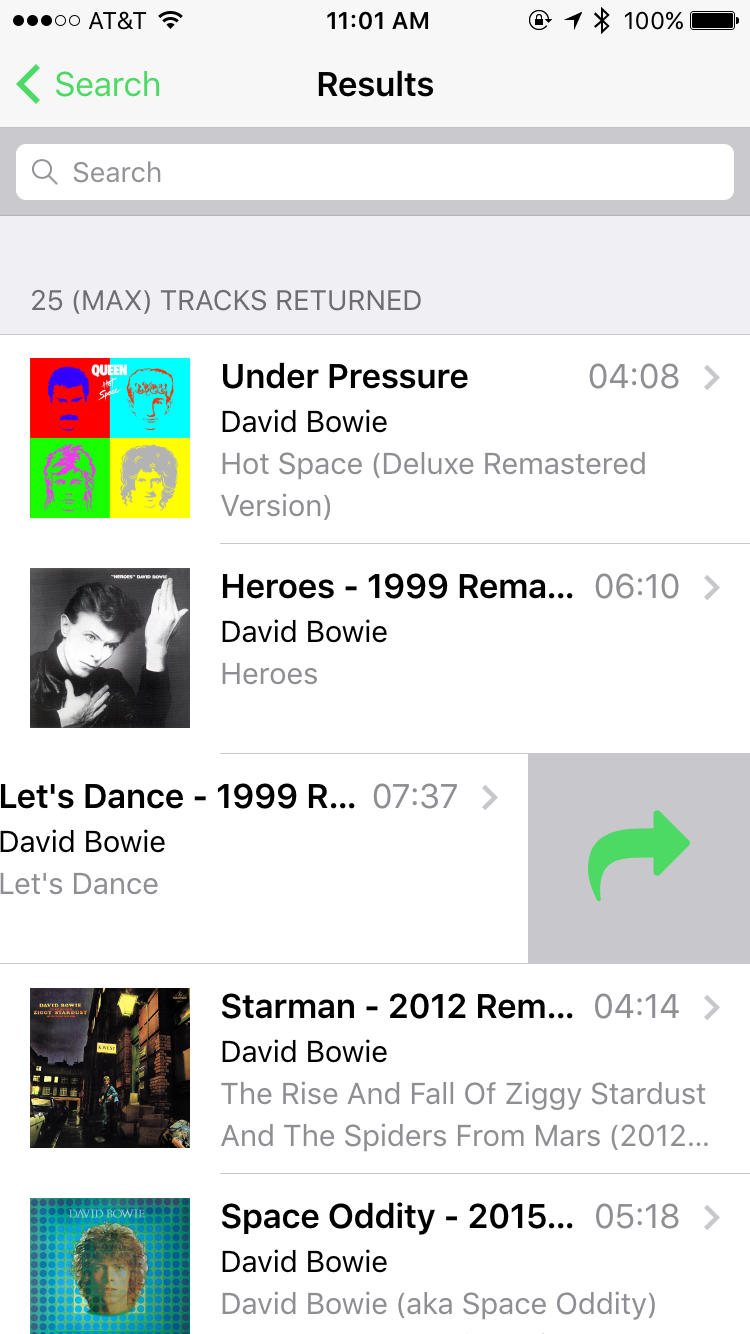 AT&T 11:01 AM 100%
Search Results
Search
25 (MAX) TRACKS RETURNED
QUEEN
Hot
Space
Under Pressure 04:08
David Bowie
Hot Space (Deluxe Remastered
Version)
"HEROES" DAVID BOWIE
Heroes - 1999 Rema... 06:10
David Bowie
Heroes
Let's Dance - 1999 R... 07:37
David Bowie
Let's Dance
DAVID BOWIE
ZIGGY STARDUST
K.WEST
Starman - 2012 Rem... 04:14
David Bowie
The Rise And Fall Of Ziggy Stardust
And The Spiders From Mars (2012...
DAVID BOWIE
Space Oddity - 2015... 05:18
David Bowie
David Bowie (aka Space Oddity)